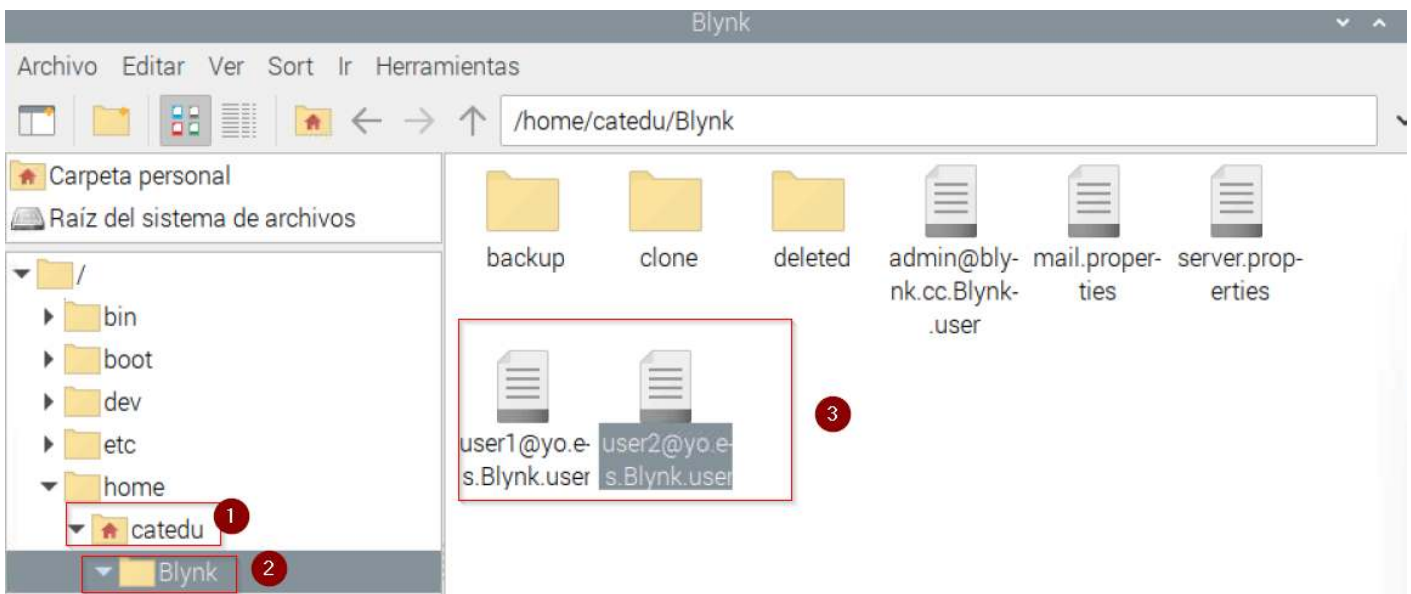 Blynk
Archivo Editar Ver Sort Ir Herramientas
/home/catedu/Blynk
Carpeta personal
Raíz del sistema de archivos
/
bin
boot
dev
etc
home
catedu
1
Blynk
2
backup
clone
deleted
admin@bly-
nk.cc.Blynk-
.user
mail.proper-
ties
server.prop-
erties
user1@yo.e-
s.Blynk.user
user2@yo.e-
s.Blynk.user
3